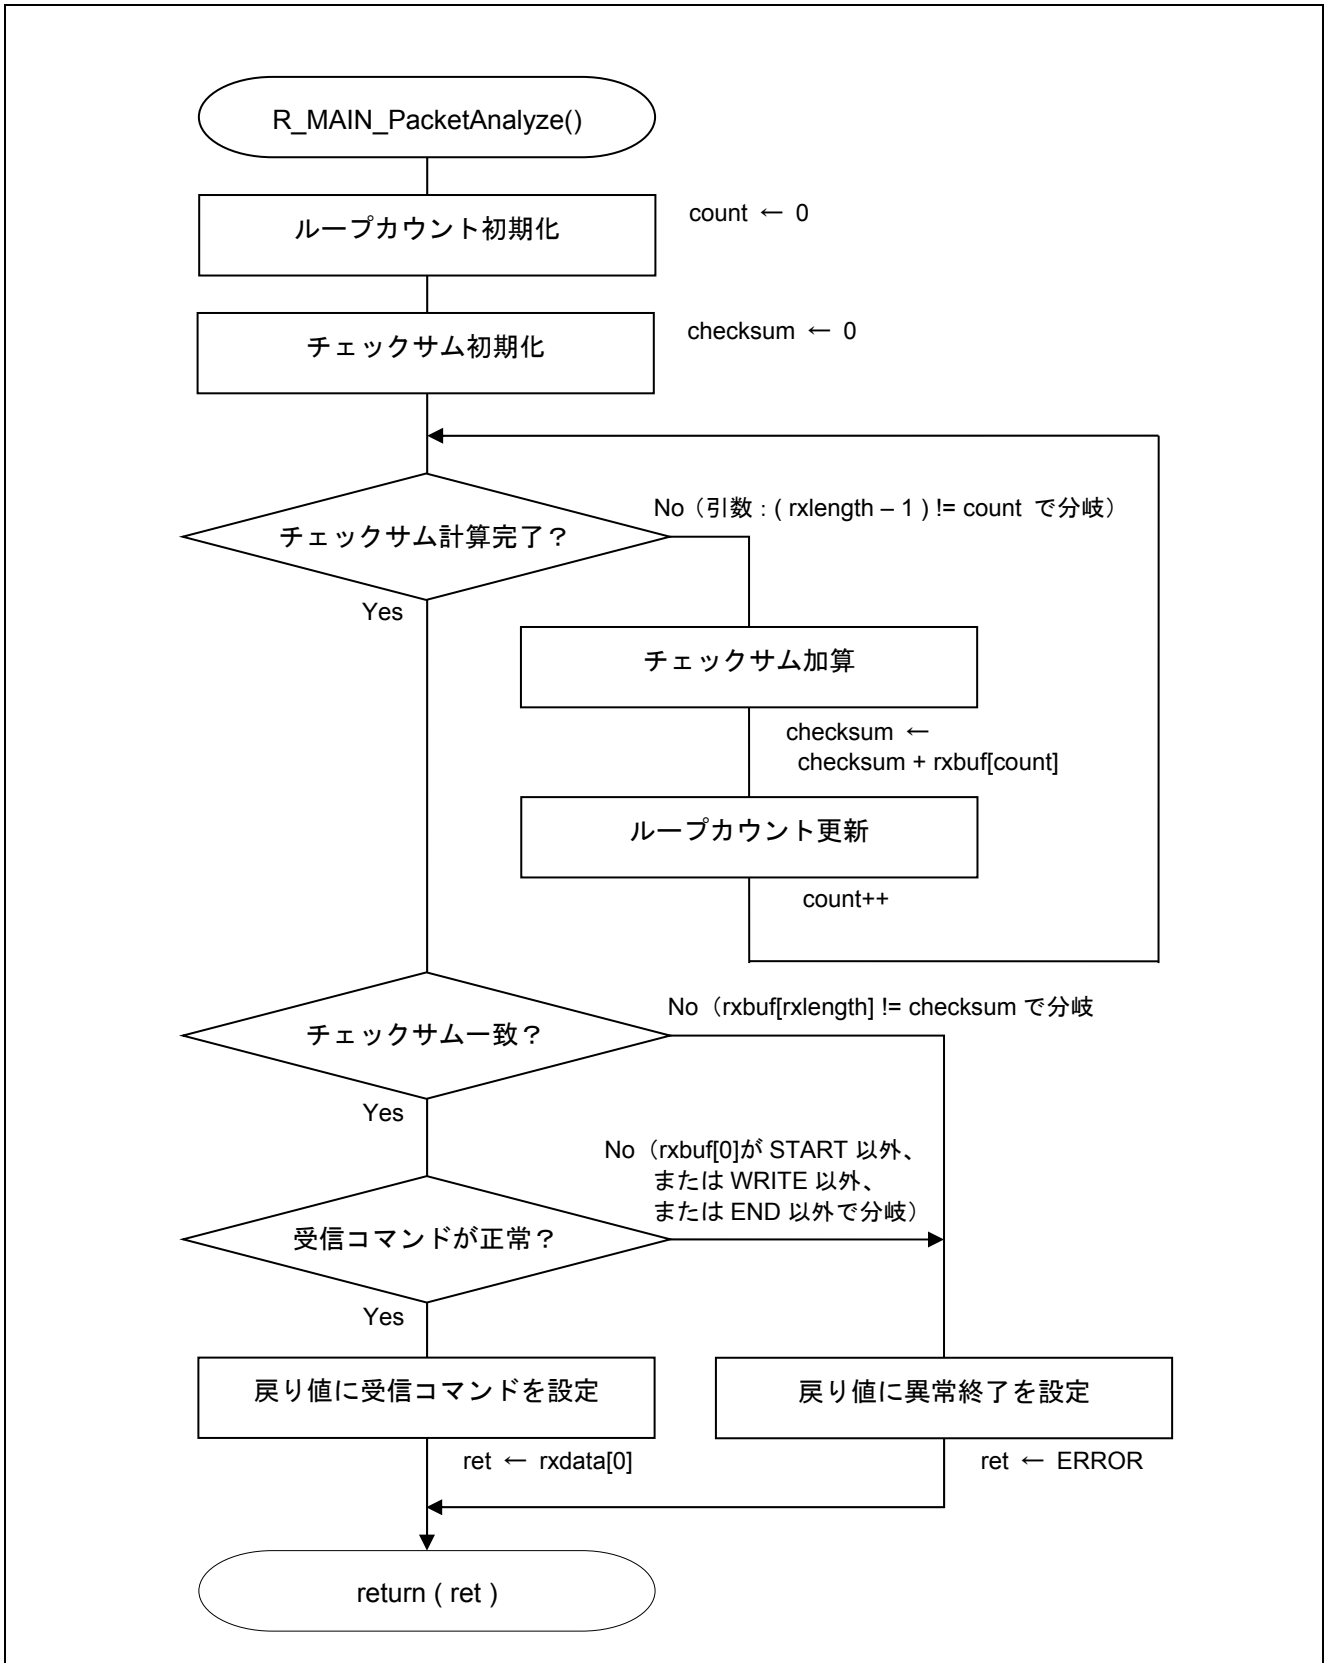 R_MAIN_PacketAnalyze()
ループカウント初期化
count ← 0
チェックサム初期化
checksum ← 0
チェックサム計算完了？
No（引数 : ( rxlength – 1 ) != count で分岐）
Yes
チェックサム加算
checksum ←
checksum + rxbuf[count]
ループカウント更新
count++
チェックサム一致？
No（rxbuf[rxlength] != checksum で分岐
Yes
No（rxbuf[0]が START 以外、
または WRITE 以外、
または END 以外で分岐）
受信コマンドが正常？
Yes
戻り値に受信コマンドを設定
戻り値に異常終了を設定
ret ← rxdata[0]
ret ← ERROR
return ( ret )